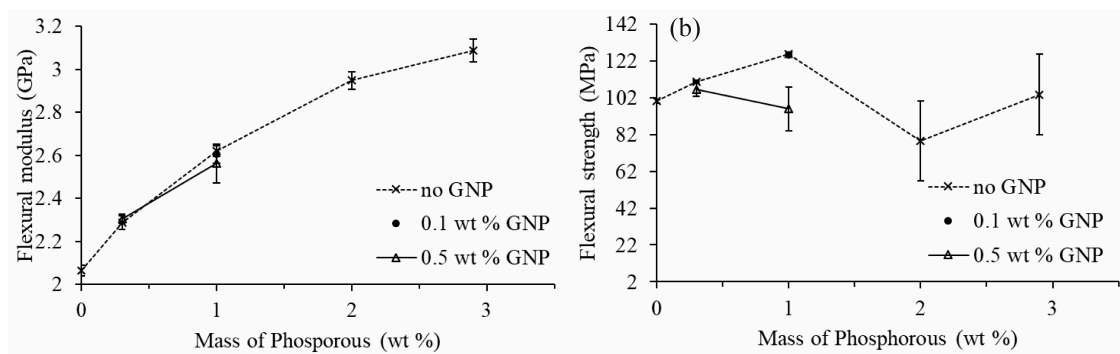 Flexural modulus ((GPa)
3.2
3
2.8
2.6
2.4
2.2
2
0
1
2
3
Mass of Phosporous (wt %)
no GNP
0.1 wt % GNP
0.5 wt % GNP
(b)
Flexural strength (MPa)
142
122
102
82
62
42
22
2
0
1
2
3
Mass of Phosphorous (wt %)
no GNP
0.1 wt % GNP
0.5 wt % GNP